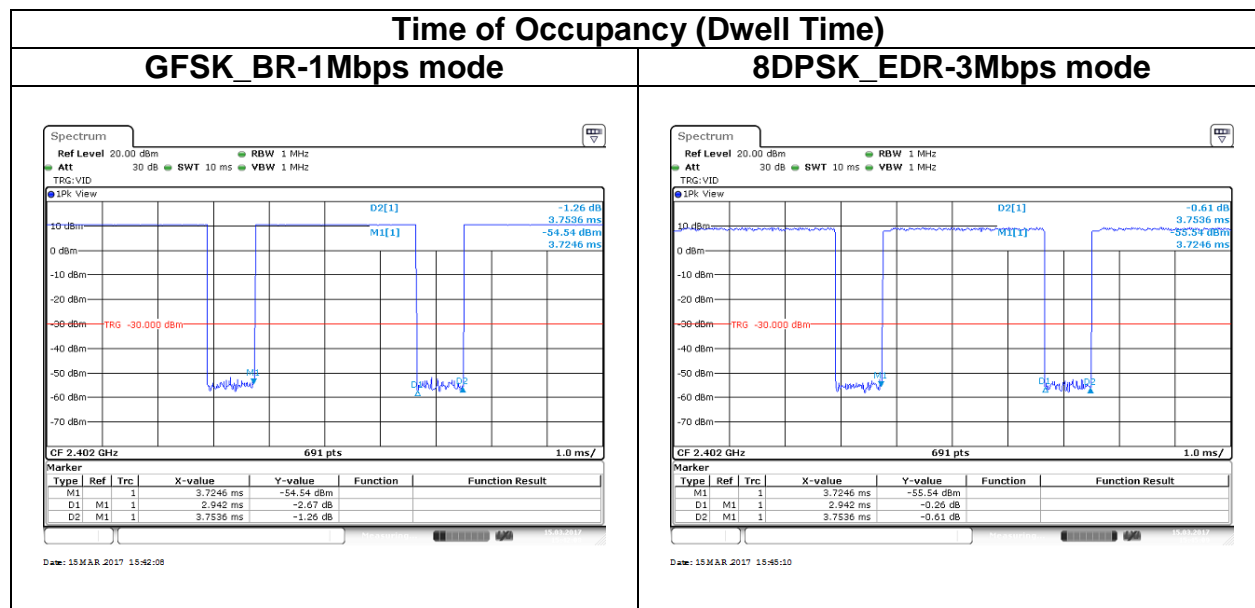 Time of Occupancy (Dwell Time)
GFSK_BR-1Mbps mode
8DPSK_EDR-3Mbps mode
Spectrum
Ref Level 20.00 dBm RBW 1 MHz
Att 30 dB SWT 10 ms VBW 1 MHz
TRG:VID
1Pk View
D2[1] -1.26 dB
3.7536 ms
10 dBm M1[1] -54.54 dBm
3.7246 ms
0 dBm
-10 dBm
-20 dBm
-30 dBm TRG -30.000 dBm
-40 dBm
-50 dBm
M1
D1 D2
-60 dBm
-70 dBm
CF 2.402 GHz 691 pts 1.0 ms/
Marker
Type Ref Trc X-value Y-value Function Function Result
M1 1 3.7246 ms -54.54 dBm
D1 M1 1 2.942 ms -2.67 dB
D2 M1 1 3.7536 ms -1.26 dB
15.03.2017
Date: 15.MAR.2017 15:42:08
Spectrum
Ref Level 20.00 dBm RBW 1 MHz
Att 30 dB SWT 10 ms VBW 1 MHz
TRG:VID
1Pk View
D2[1] -0.61 dB
3.7536 ms
10 dBm M1[1] -55.54 dBm
3.7246 ms
0 dBm
-10 dBm
-20 dBm
-30 dBm TRG -30.000 dBm
-40 dBm
-50 dBm
M1
D1 D2
-60 dBm
-70 dBm
CF 2.402 GHz 691 pts 1.0 ms/
Marker
Type Ref Trc X-value Y-value Function Function Result
M1 1 3.7246 ms -55.54 dBm
D1 M1 1 2.942 ms -0.26 dB
D2 M1 1 3.7536 ms -0.61 dB
15.03.2017
Date: 15.MAR.2017 15:45:10